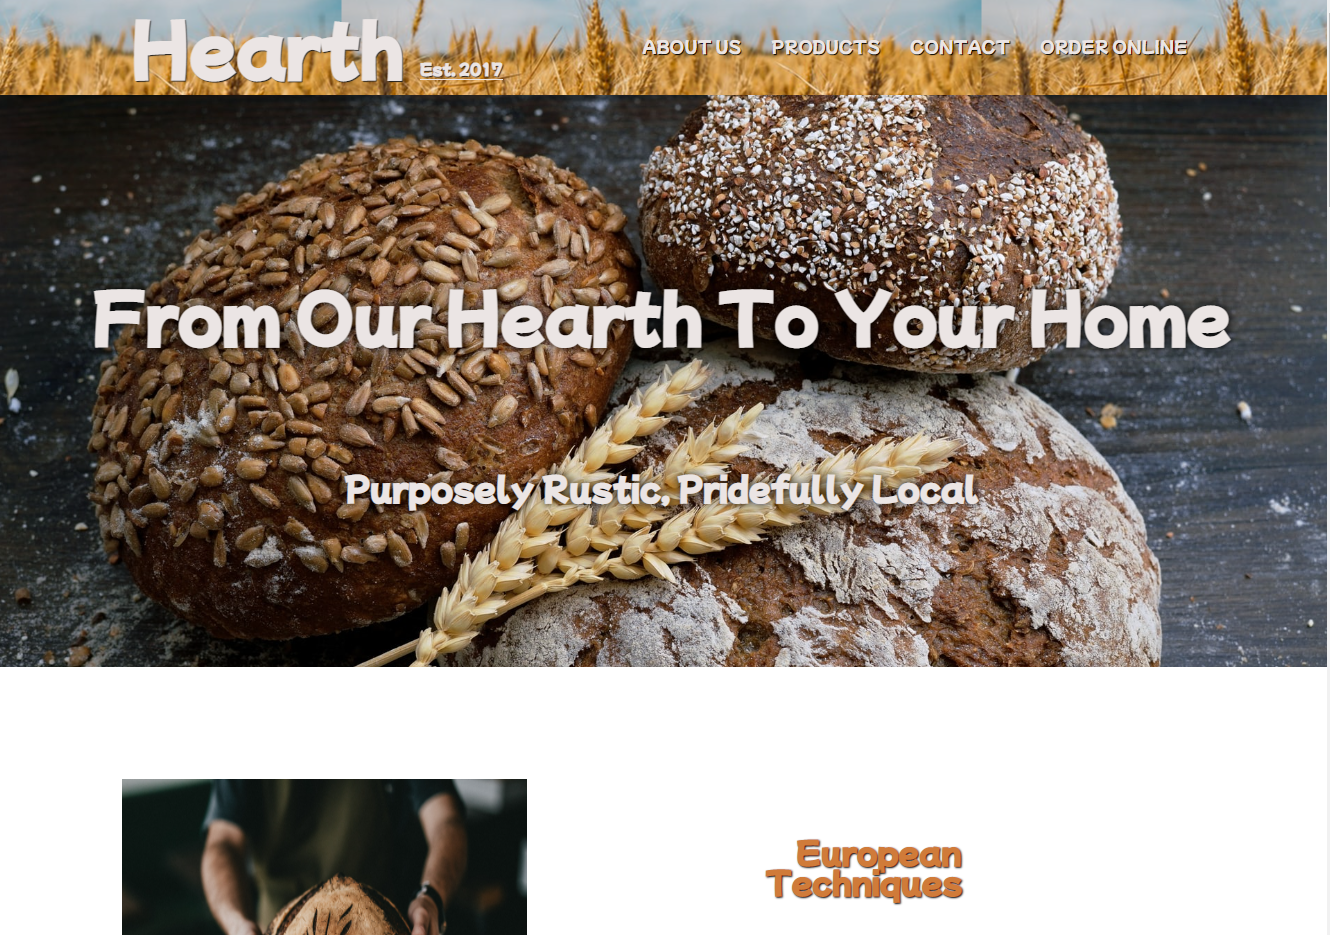 Hearth Est. 2017
ABOUT US PRODUCTS CONTACT ORDER ONLINE
From Our Hearth To Your Home
Purposely Rustic, Pridefully Local
European
Techniques